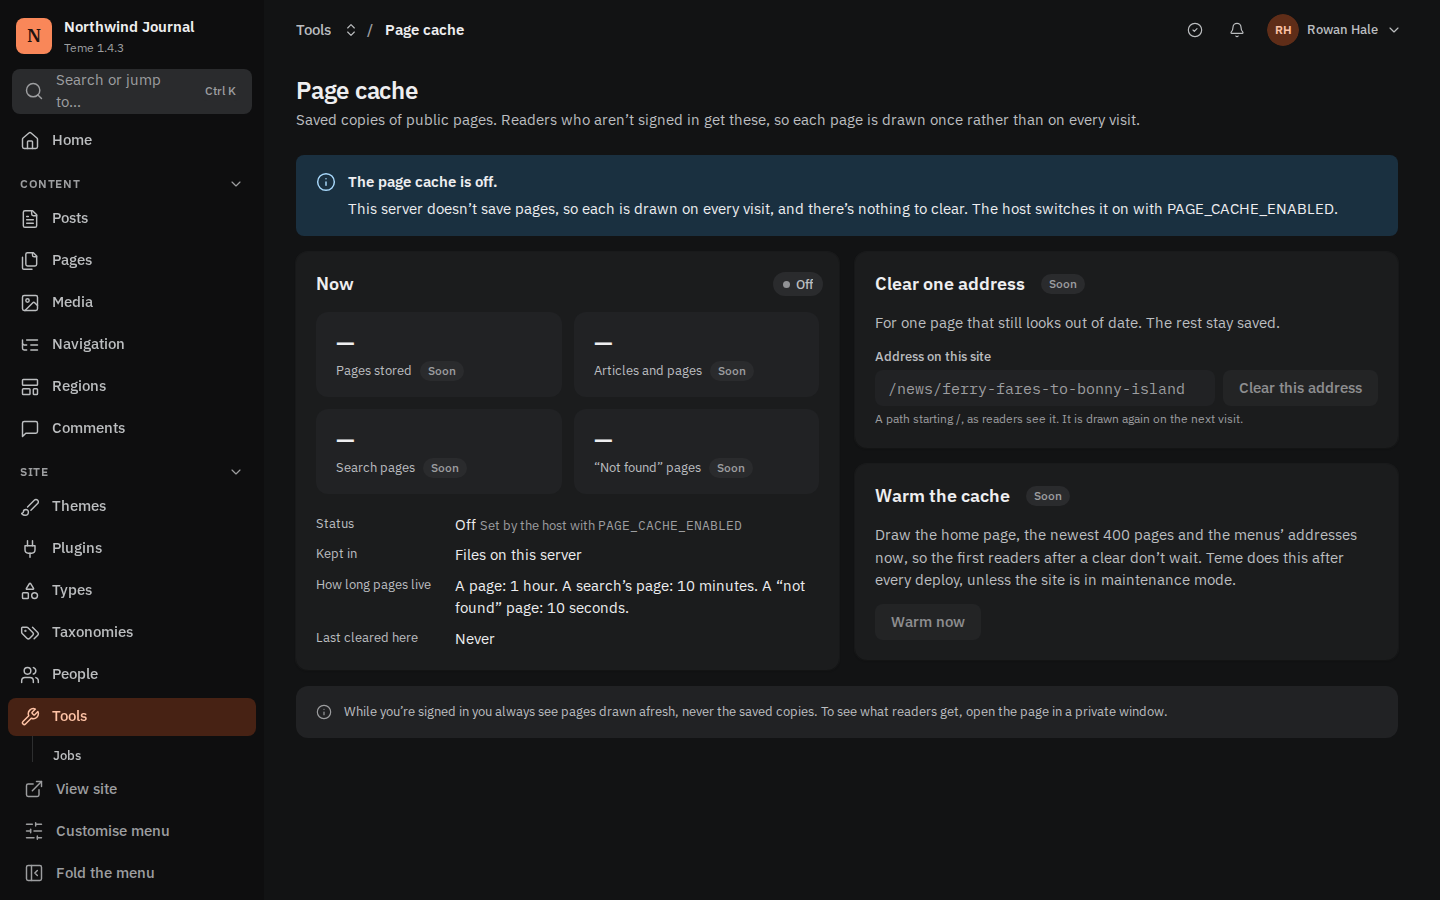 N
Northwind Journal
Teme 1.4.3
Search or jump to...
Ctrl K
Home
CONTENT
Posts
Pages
Media
Navigation
Regions
Comments
SITE
Themes
Plugins
Types
Taxonomies
People
Tools
Jobs
View site
Customise menu
Fold the menu
Tools / Page cache
RH Rowan Hale
Page cache
Saved copies of public pages. Readers who aren’t signed in get these, so each page is drawn once rather than on every visit.
The page cache is off.
This server doesn’t save pages, so each is drawn on every visit, and there’s nothing to clear. The host switches it on with PAGE_CACHE_ENABLED.
Now
Off
—
Pages stored Soon
—
Articles and pages Soon
—
Search pages Soon
—
“Not found” pages Soon
Status Off Set by the host with PAGE_CACHE_ENABLED
Kept in Files on this server
How long pages live A page: 1 hour. A search’s page: 10 minutes. A “not
found” page: 10 seconds.
Last cleared here Never
Clear one address Soon
For one page that still looks out of date. The rest stay saved.
Address on this site
/news/ferry-fares-to-bonny-island Clear this address
A path starting /, as readers see it. It is drawn again on the next visit.
Warm the cache Soon
Draw the home page, the newest 400 pages and the menus’ addresses
now, so the first readers after a clear don’t wait. Teme does this after
every deploy, unless the site is in maintenance mode.
Warm now
While you’re signed in you always see pages drawn afresh, never the saved copies. To see what readers get, open the page in a private window.